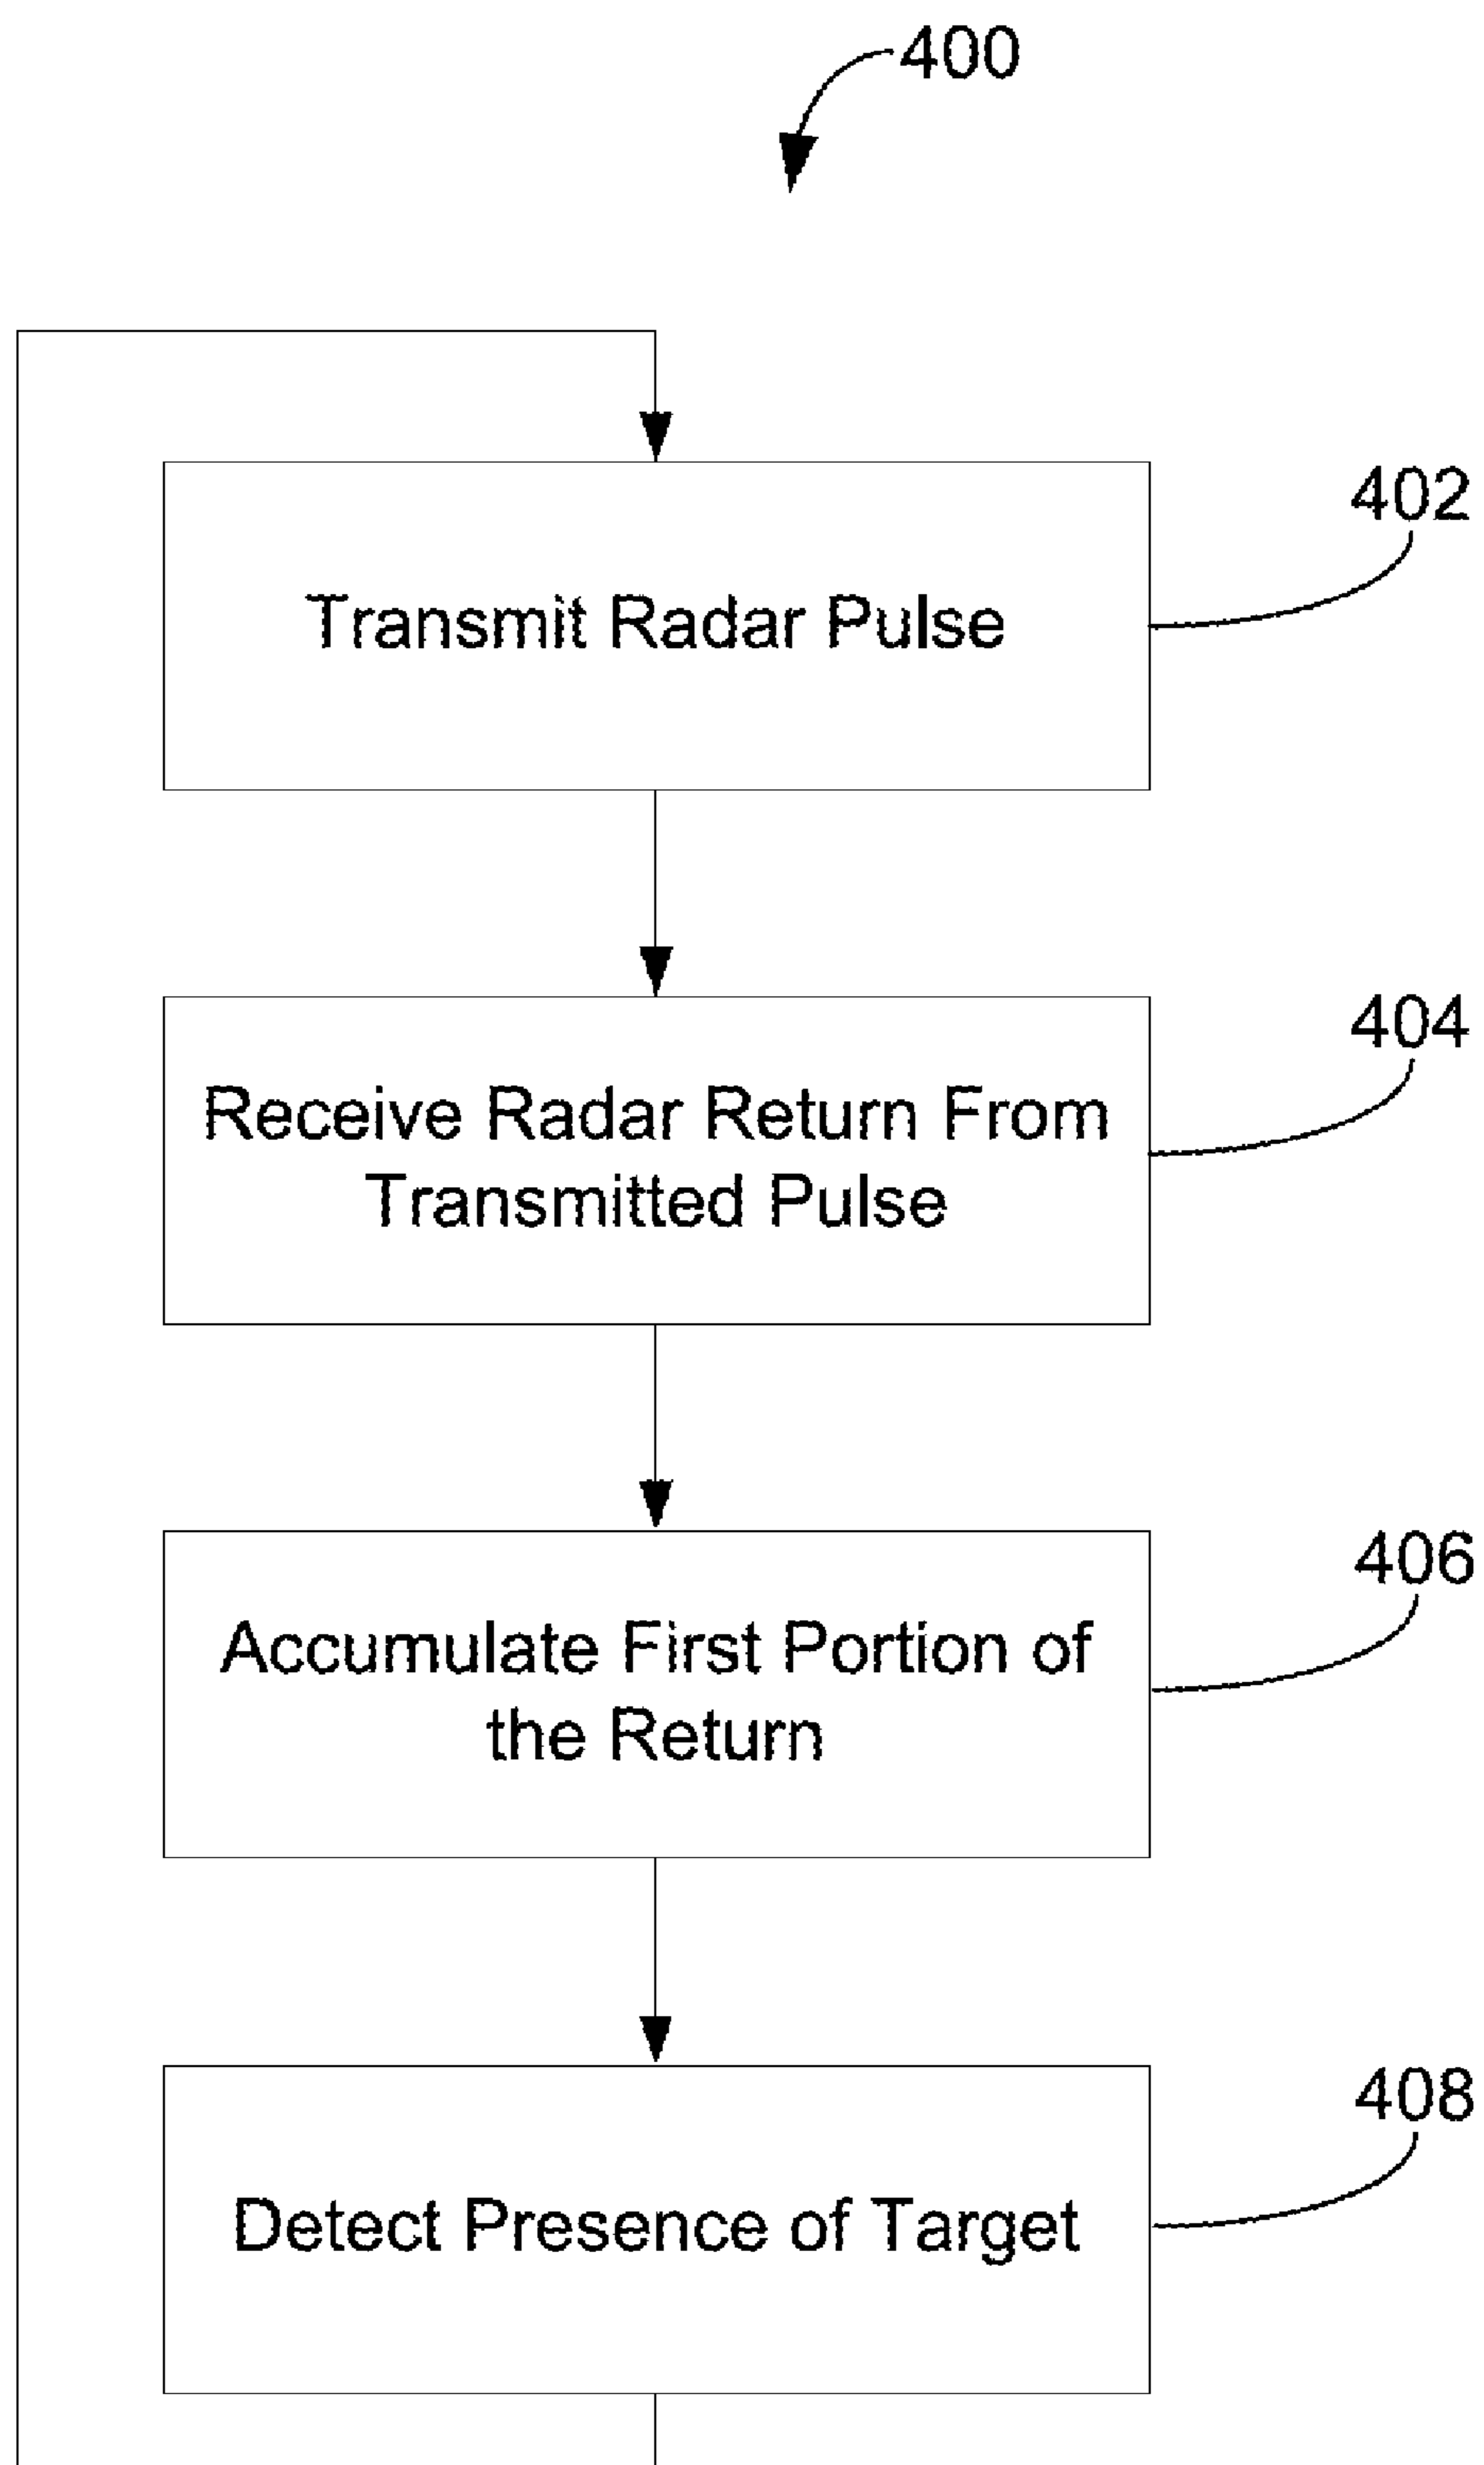 400
402
Transmit Radar Pulse
404
Receive Radar Return From
Transmitted Pulse
406
Accumulate First Portion of
the Return
408
Detect Presence of Target